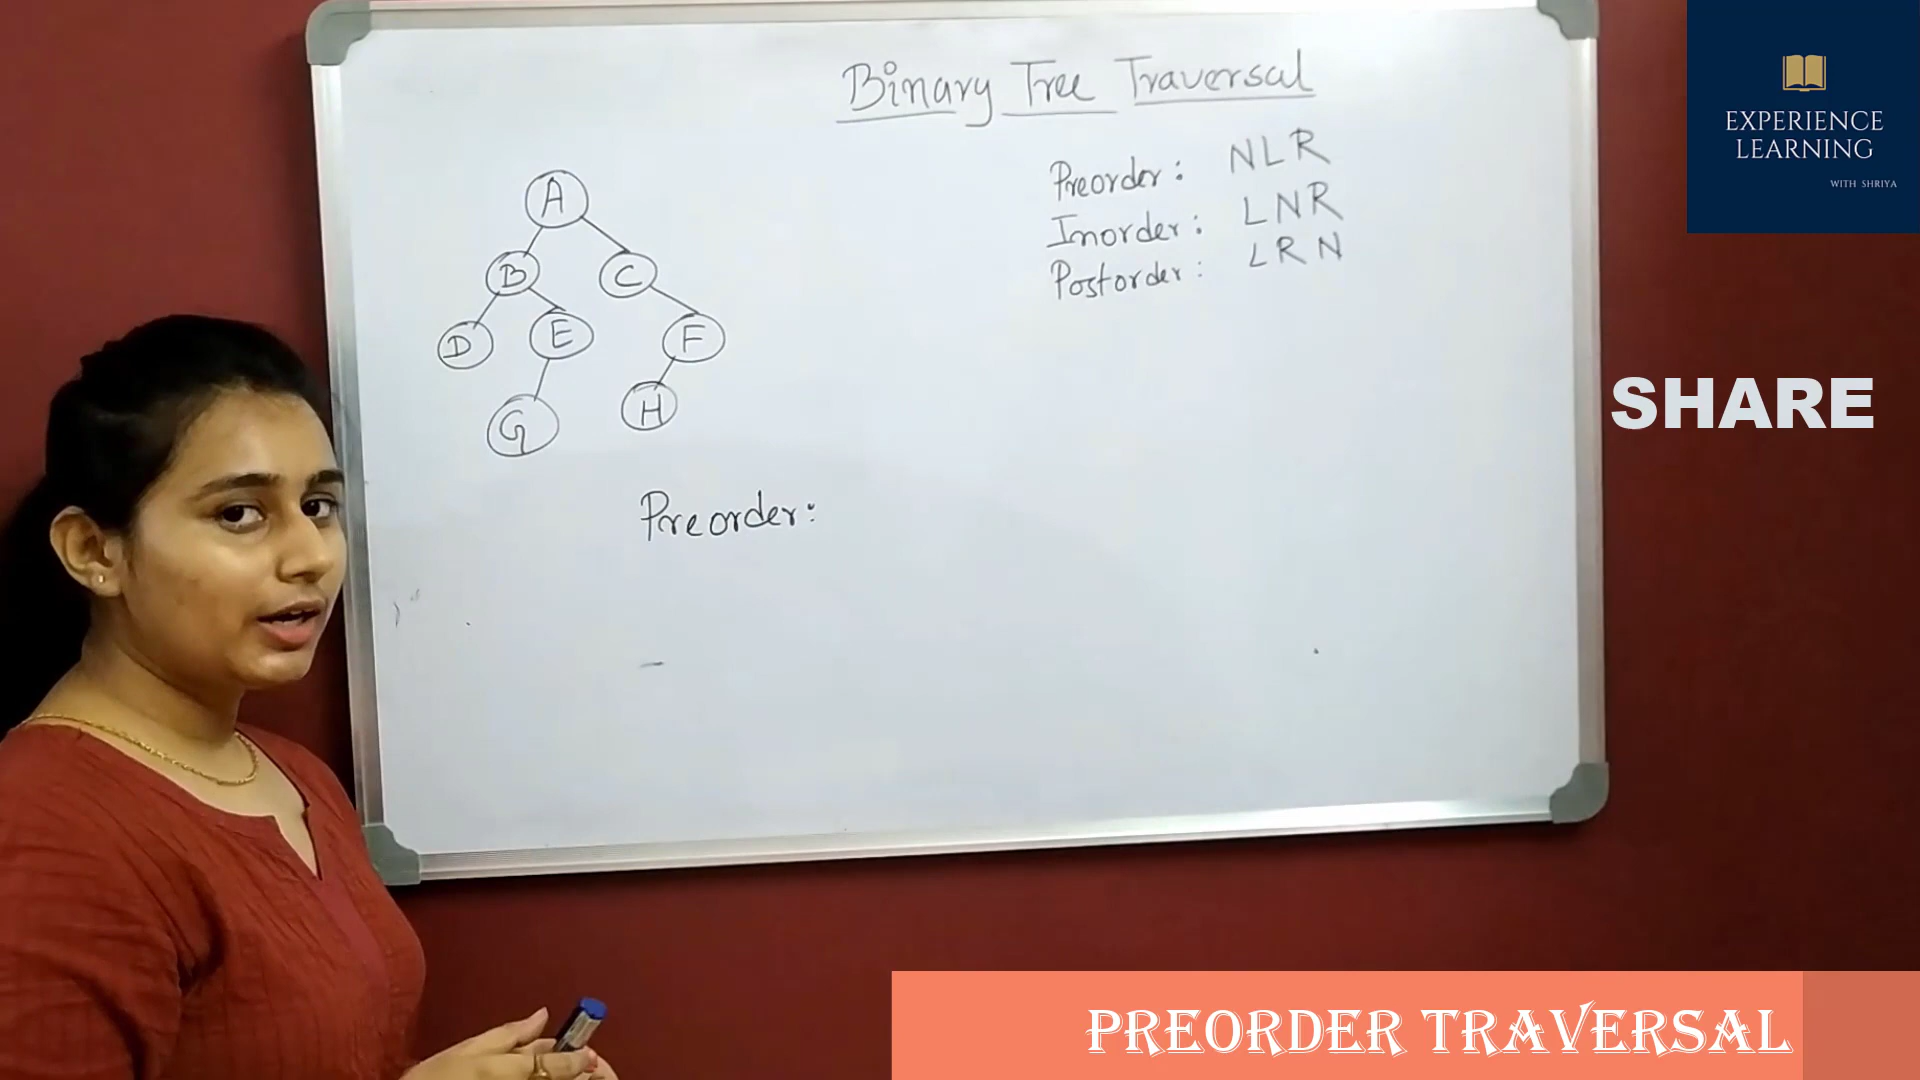 Binary Tree Traversal
Preorder: NLR
Inorder: LNR
Postorder: LRN
A
B
C
D
E
F
G
H
Preorder:
EXPERIENCE
LEARNING
WITH SHRIYA
SHARE
PREORDER TRAVERSAL